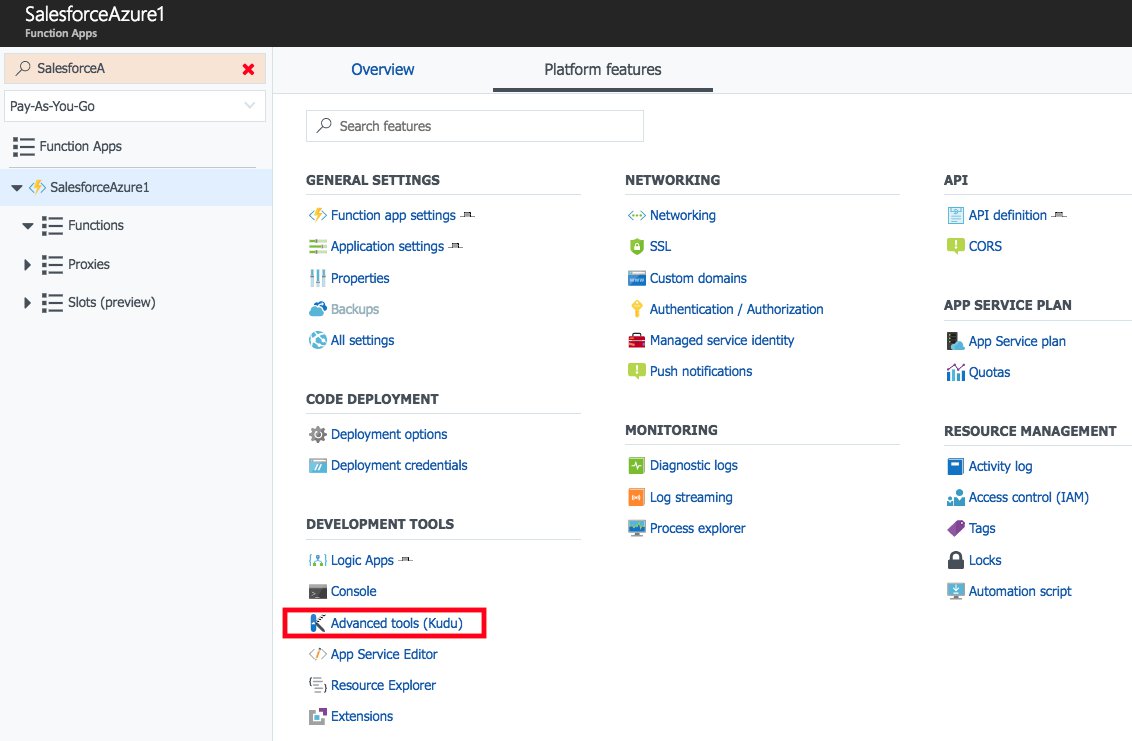 SalesforceAzure1
Function Apps
SalesforceA
Pay-As-You-Go
Function Apps
SalesforceAzure1
Functions
Proxies
Slots (preview)
Overview
Platform features
Search features
GENERAL SETTINGS
Function app settings
Application settings
Properties
Backups
All settings
CODE DEPLOYMENT
Deployment options
Deployment credentials
DEVELOPMENT TOOLS
Logic Apps
Console
Advanced tools (Kudu)
App Service Editor
Resource Explorer
Extensions
NETWORKING
Networking
SSL
Custom domains
Authentication / Authorization
Managed service identity
Push notifications
MONITORING
Diagnostic logs
Log streaming
Process explorer
API
API definition
CORS
APP SERVICE PLAN
App Service plan
Quotas
RESOURCE MANAGEMENT
Activity log
Access control (IAM)
Tags
Locks
Automation script